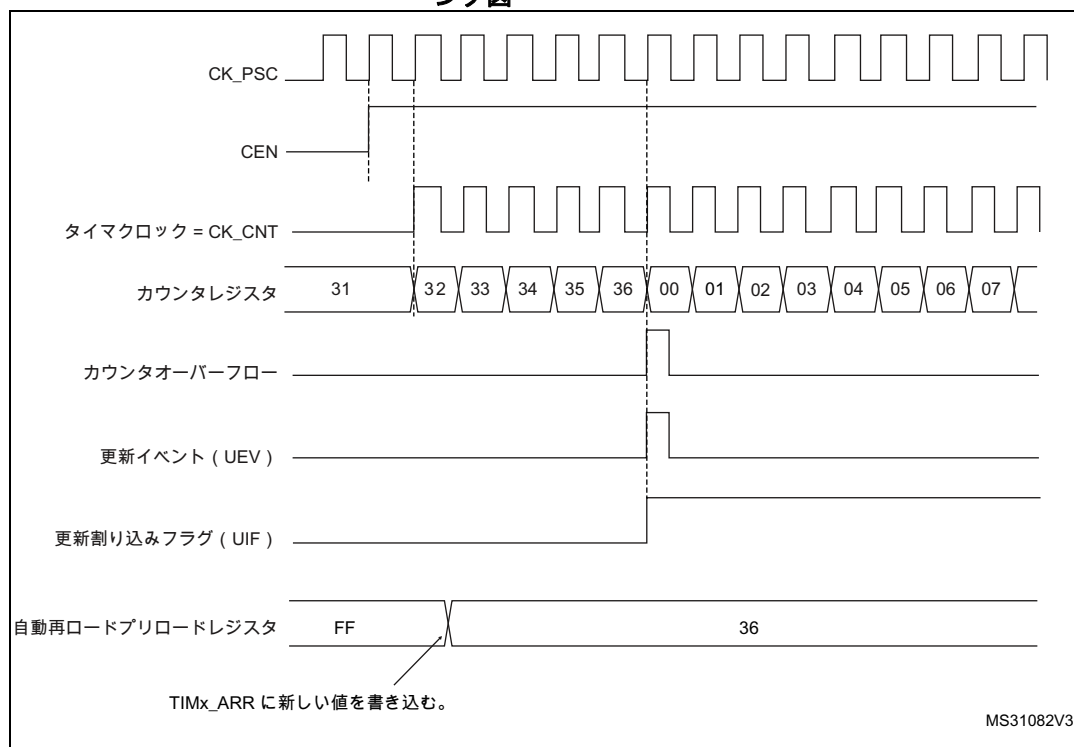 ング図
CK_PSC
CEN
タイマクロック = CK_CNT
カウンタレジスタ 31 32 33 34 35 36 00 01 02 03 04 05 06 07
カウンタオーバーフロー
更新イベント ( UEV )
更新割り込みフラグ ( UIF )
自動再ロードプリロードレジスタ FF 36
TIMx_ARR に新しい値を書き込む。
MS31082V3